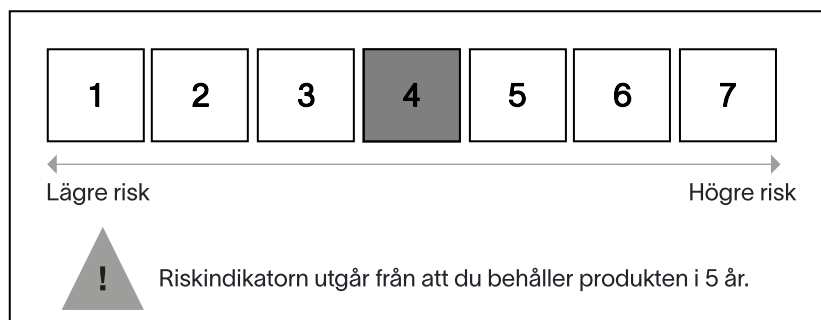 1 2 3 4 5 6 7
Lägre risk Högre risk
! Riskindikatorn utgår från att du behåller produkten i 5 år.